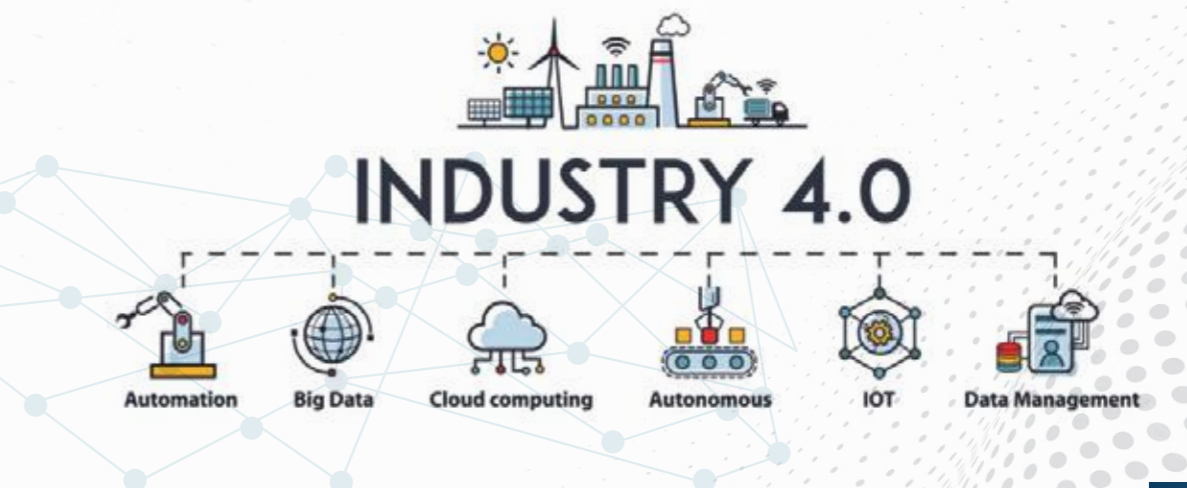 INDUSTRY 4.0
Automation Big Data Cloud computing Autonomous IOT Data Management